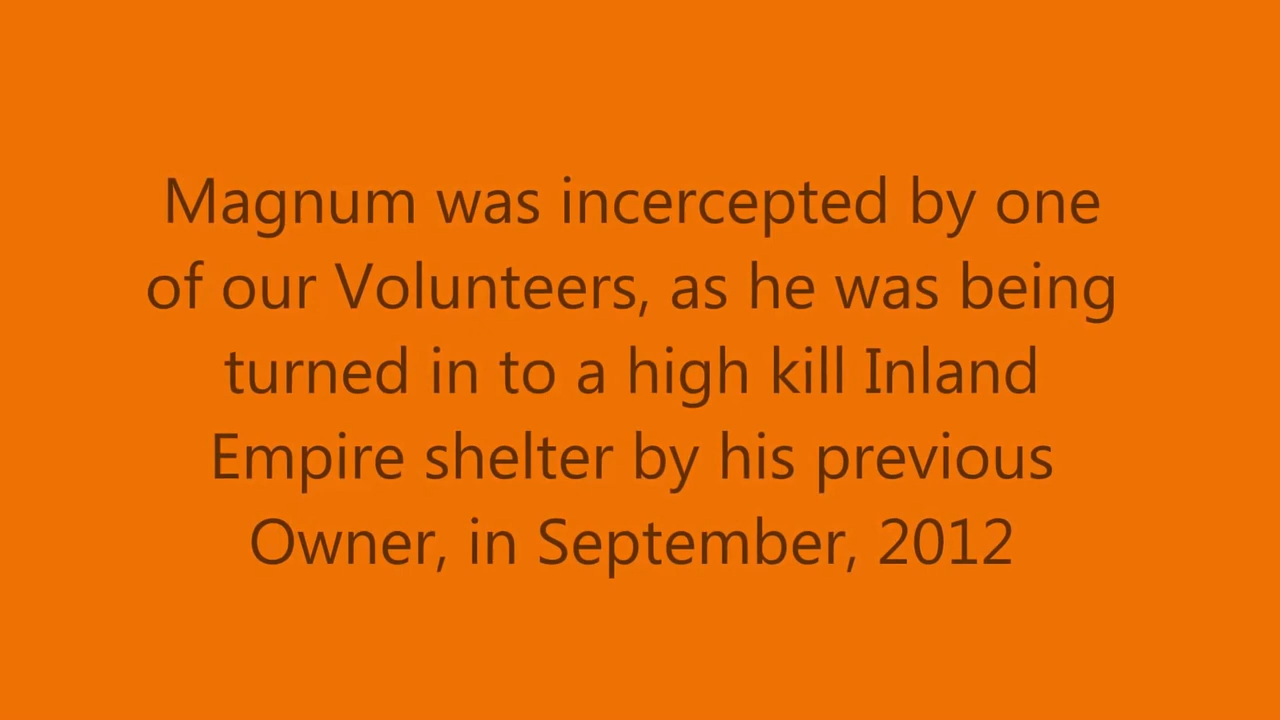 Magnum was incercepted by one
of our Volunteers, as he was being
turned in to a high kill Inland
Empire shelter by his previous
Owner, in September, 2012